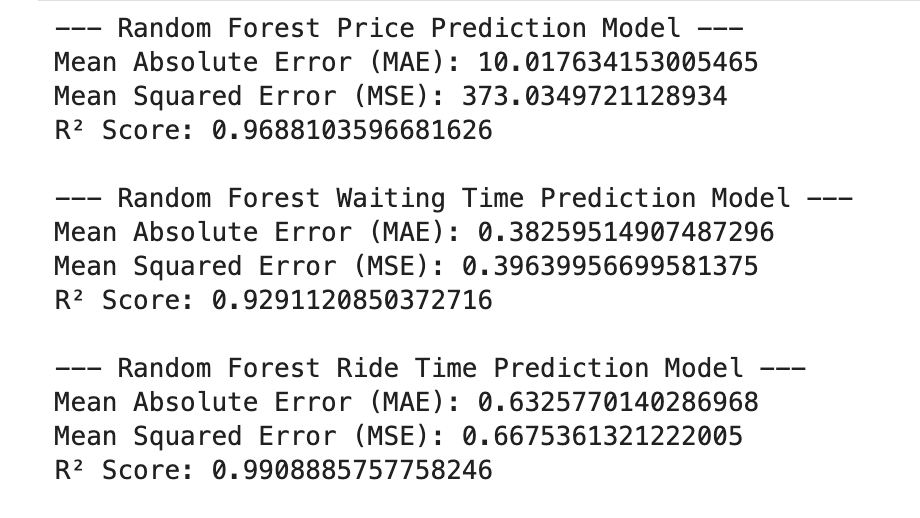 --- Random Forest Price Prediction Model ---
Mean Absolute Error (MAE): 10.017634153005465
Mean Squared Error (MSE): 373.0349721128934
R² Score: 0.9688103596681626
--- Random Forest Waiting Time Prediction Model ---
Mean Absolute Error (MAE): 0.38259514907487296
Mean Squared Error (MSE): 0.39639956699581375
R² Score: 0.9291120850372716
--- Random Forest Ride Time Prediction Model ---
Mean Absolute Error (MAE): 0.6325770140286968
Mean Squared Error (MSE): 0.6675361321222005
R² Score: 0.9908885757758246